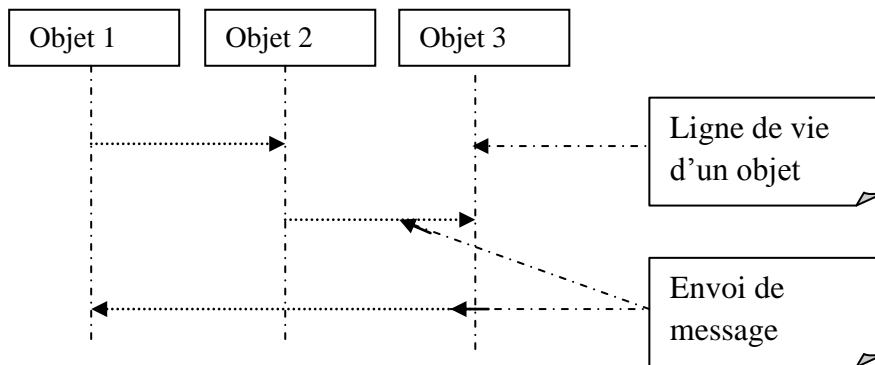 Objet 1
Objet 2
Objet 3
Ligne de vie
d’un objet
Envoi de
message